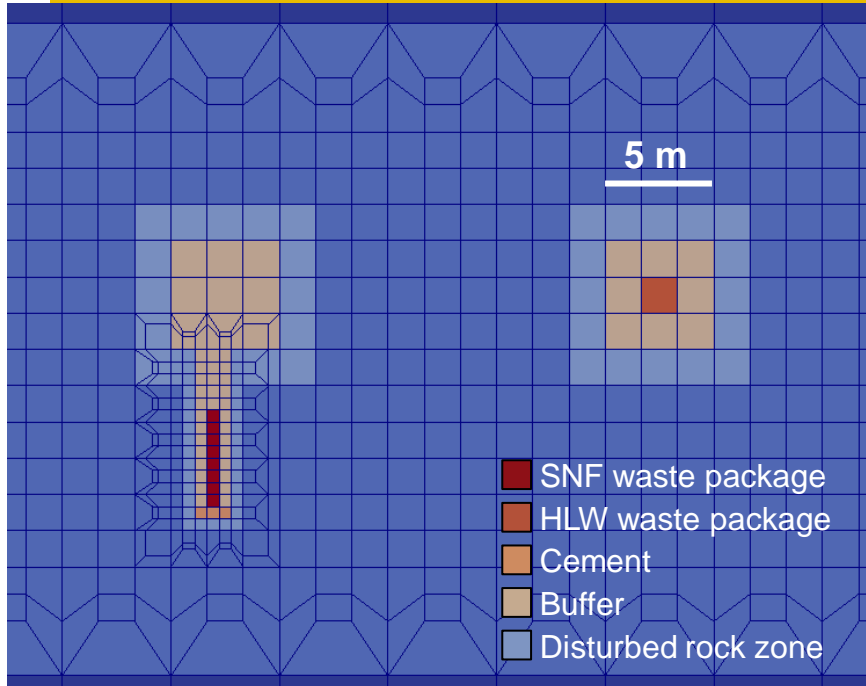 5 m
SNF waste package
HLW waste package
Cement
Buffer
Disturbed rock zone